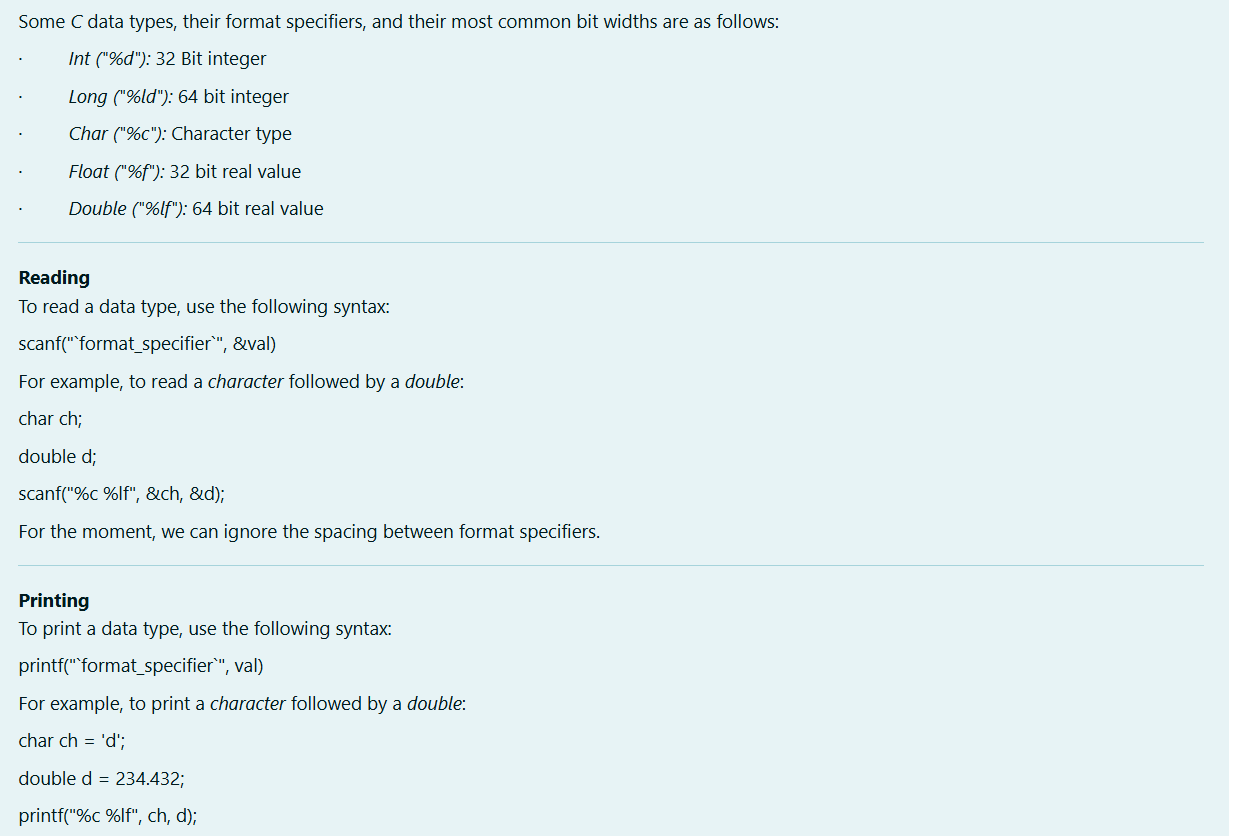 Some C data types, their format specifiers, and their most common bit widths are as follows:
· Int ("%d"): 32 Bit integer
· Long ("%ld"): 64 bit integer
· Char ("%c"): Character type
· Float ("%f"): 32 bit real value
· Double ("%lf"): 64 bit real value
Reading
To read a data type, use the following syntax:
scanf("`format_specifier`", &val)
For example, to read a character followed by a double:
char ch;
double d;
scanf("%c %lf", &ch, &d);
For the moment, we can ignore the spacing between format specifiers.
Printing
To print a data type, use the following syntax:
printf("`format_specifier`", val)
For example, to print a character followed by a double:
char ch = 'd';
double d = 234.432;
printf("%c %lf", ch, d);